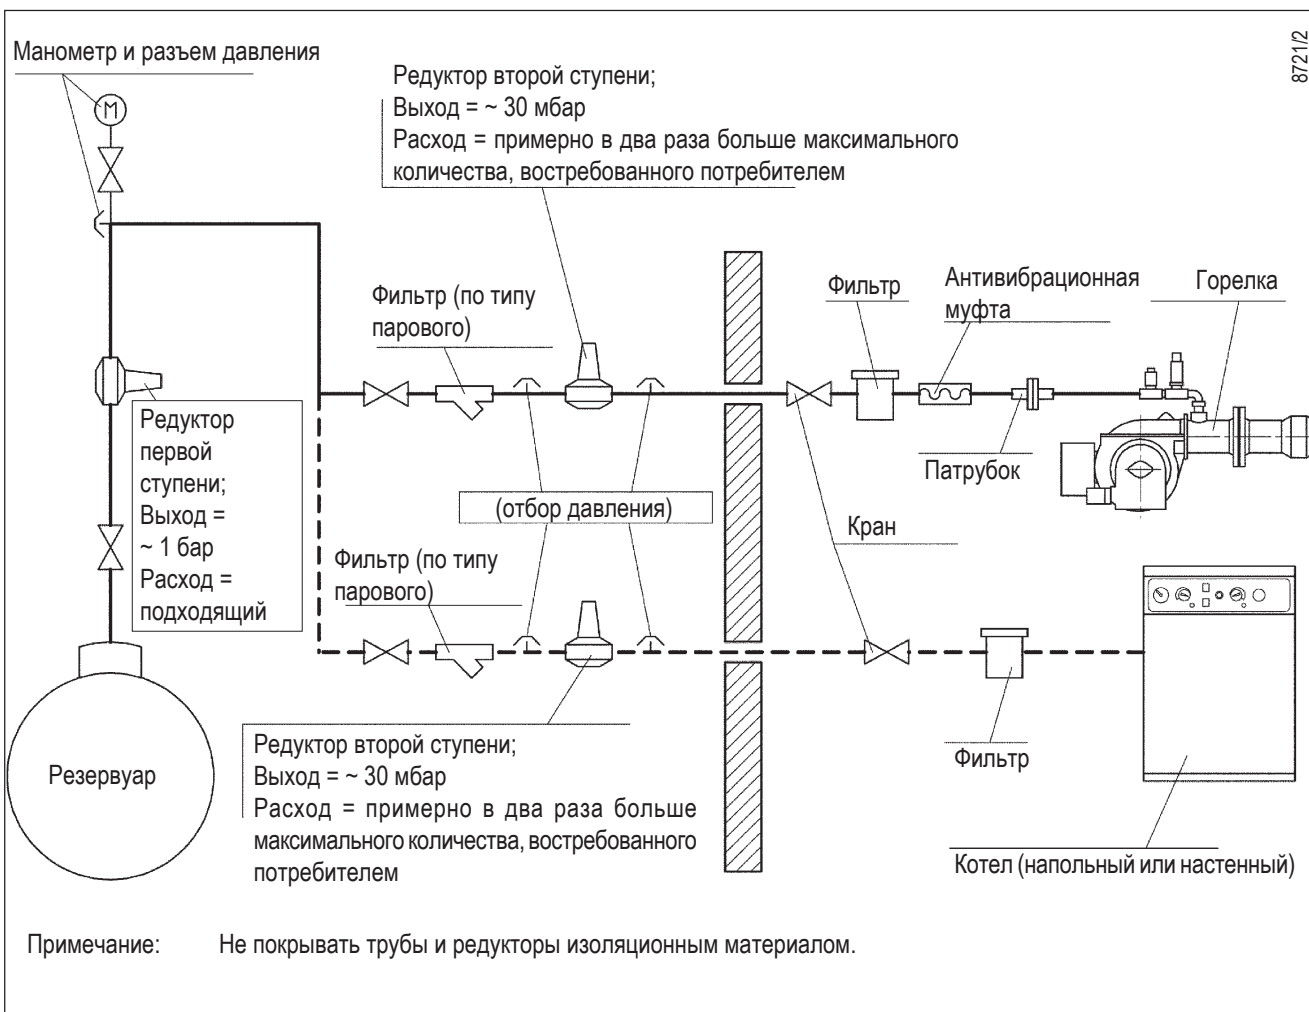 Манометр и разъем давления
8721/2
M
Редуктор второй ступени;
Выход = ~ 30 мбар
Расход = примерно в два раза больше максимального
количества, востребованного потребителем
Фильтр (по типу
парового)
Фильтр
Антивибрационная
муфта
Горелка
Редуктор
первой
ступени;
Выход =
~ 1 бар
Расход =
подходящий
Патрубок
(отбор давления)
Кран
Фильтр (по типу
парового)
Резервуар
Редуктор второй ступени;
Выход = ~ 30 мбар
Расход = примерно в два раза больше
максимального количества, востребованного
потребителем
Фильтр
Котел (напольный или настенный)
Примечание: Не покрывать трубы и редукторы изоляционным материалом.